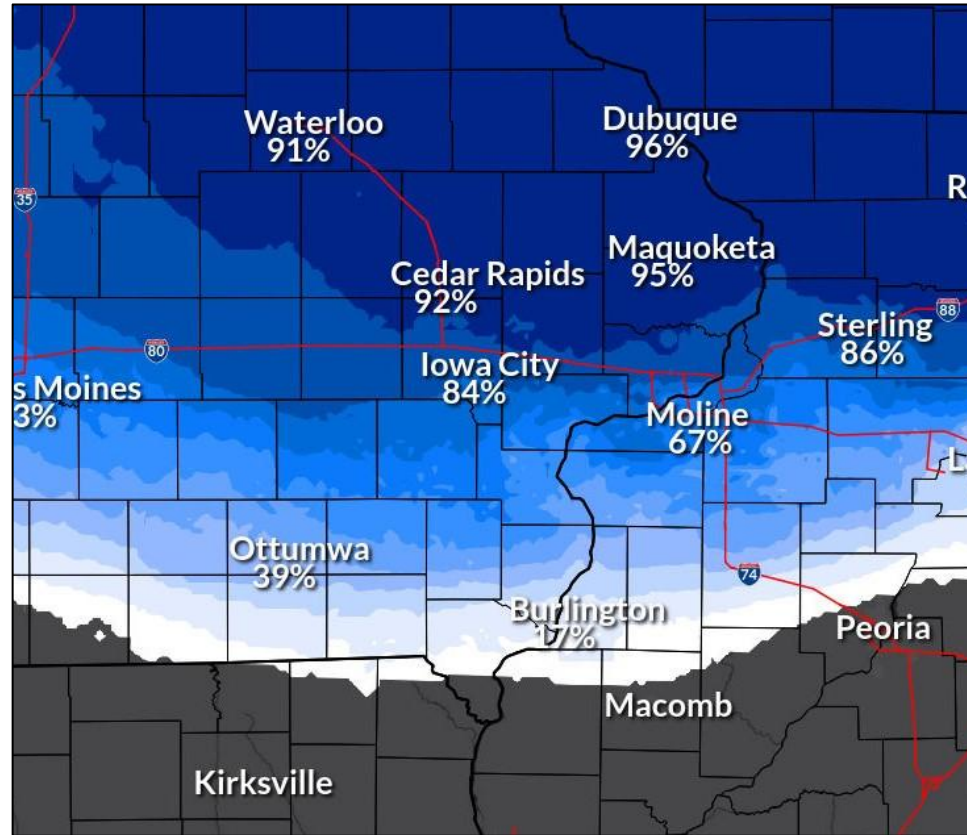 Waterloo
91%
Dubuque
96%
35
R
Maquoketa
95%
Cedar Rapids
92%
88
Sterling
86%
80
Iowa City
84%
s Moines
3%
Moline
67%
L
Ottumwa
39%
74
Burlington
17%
Peoria
Macomb
Kirksville